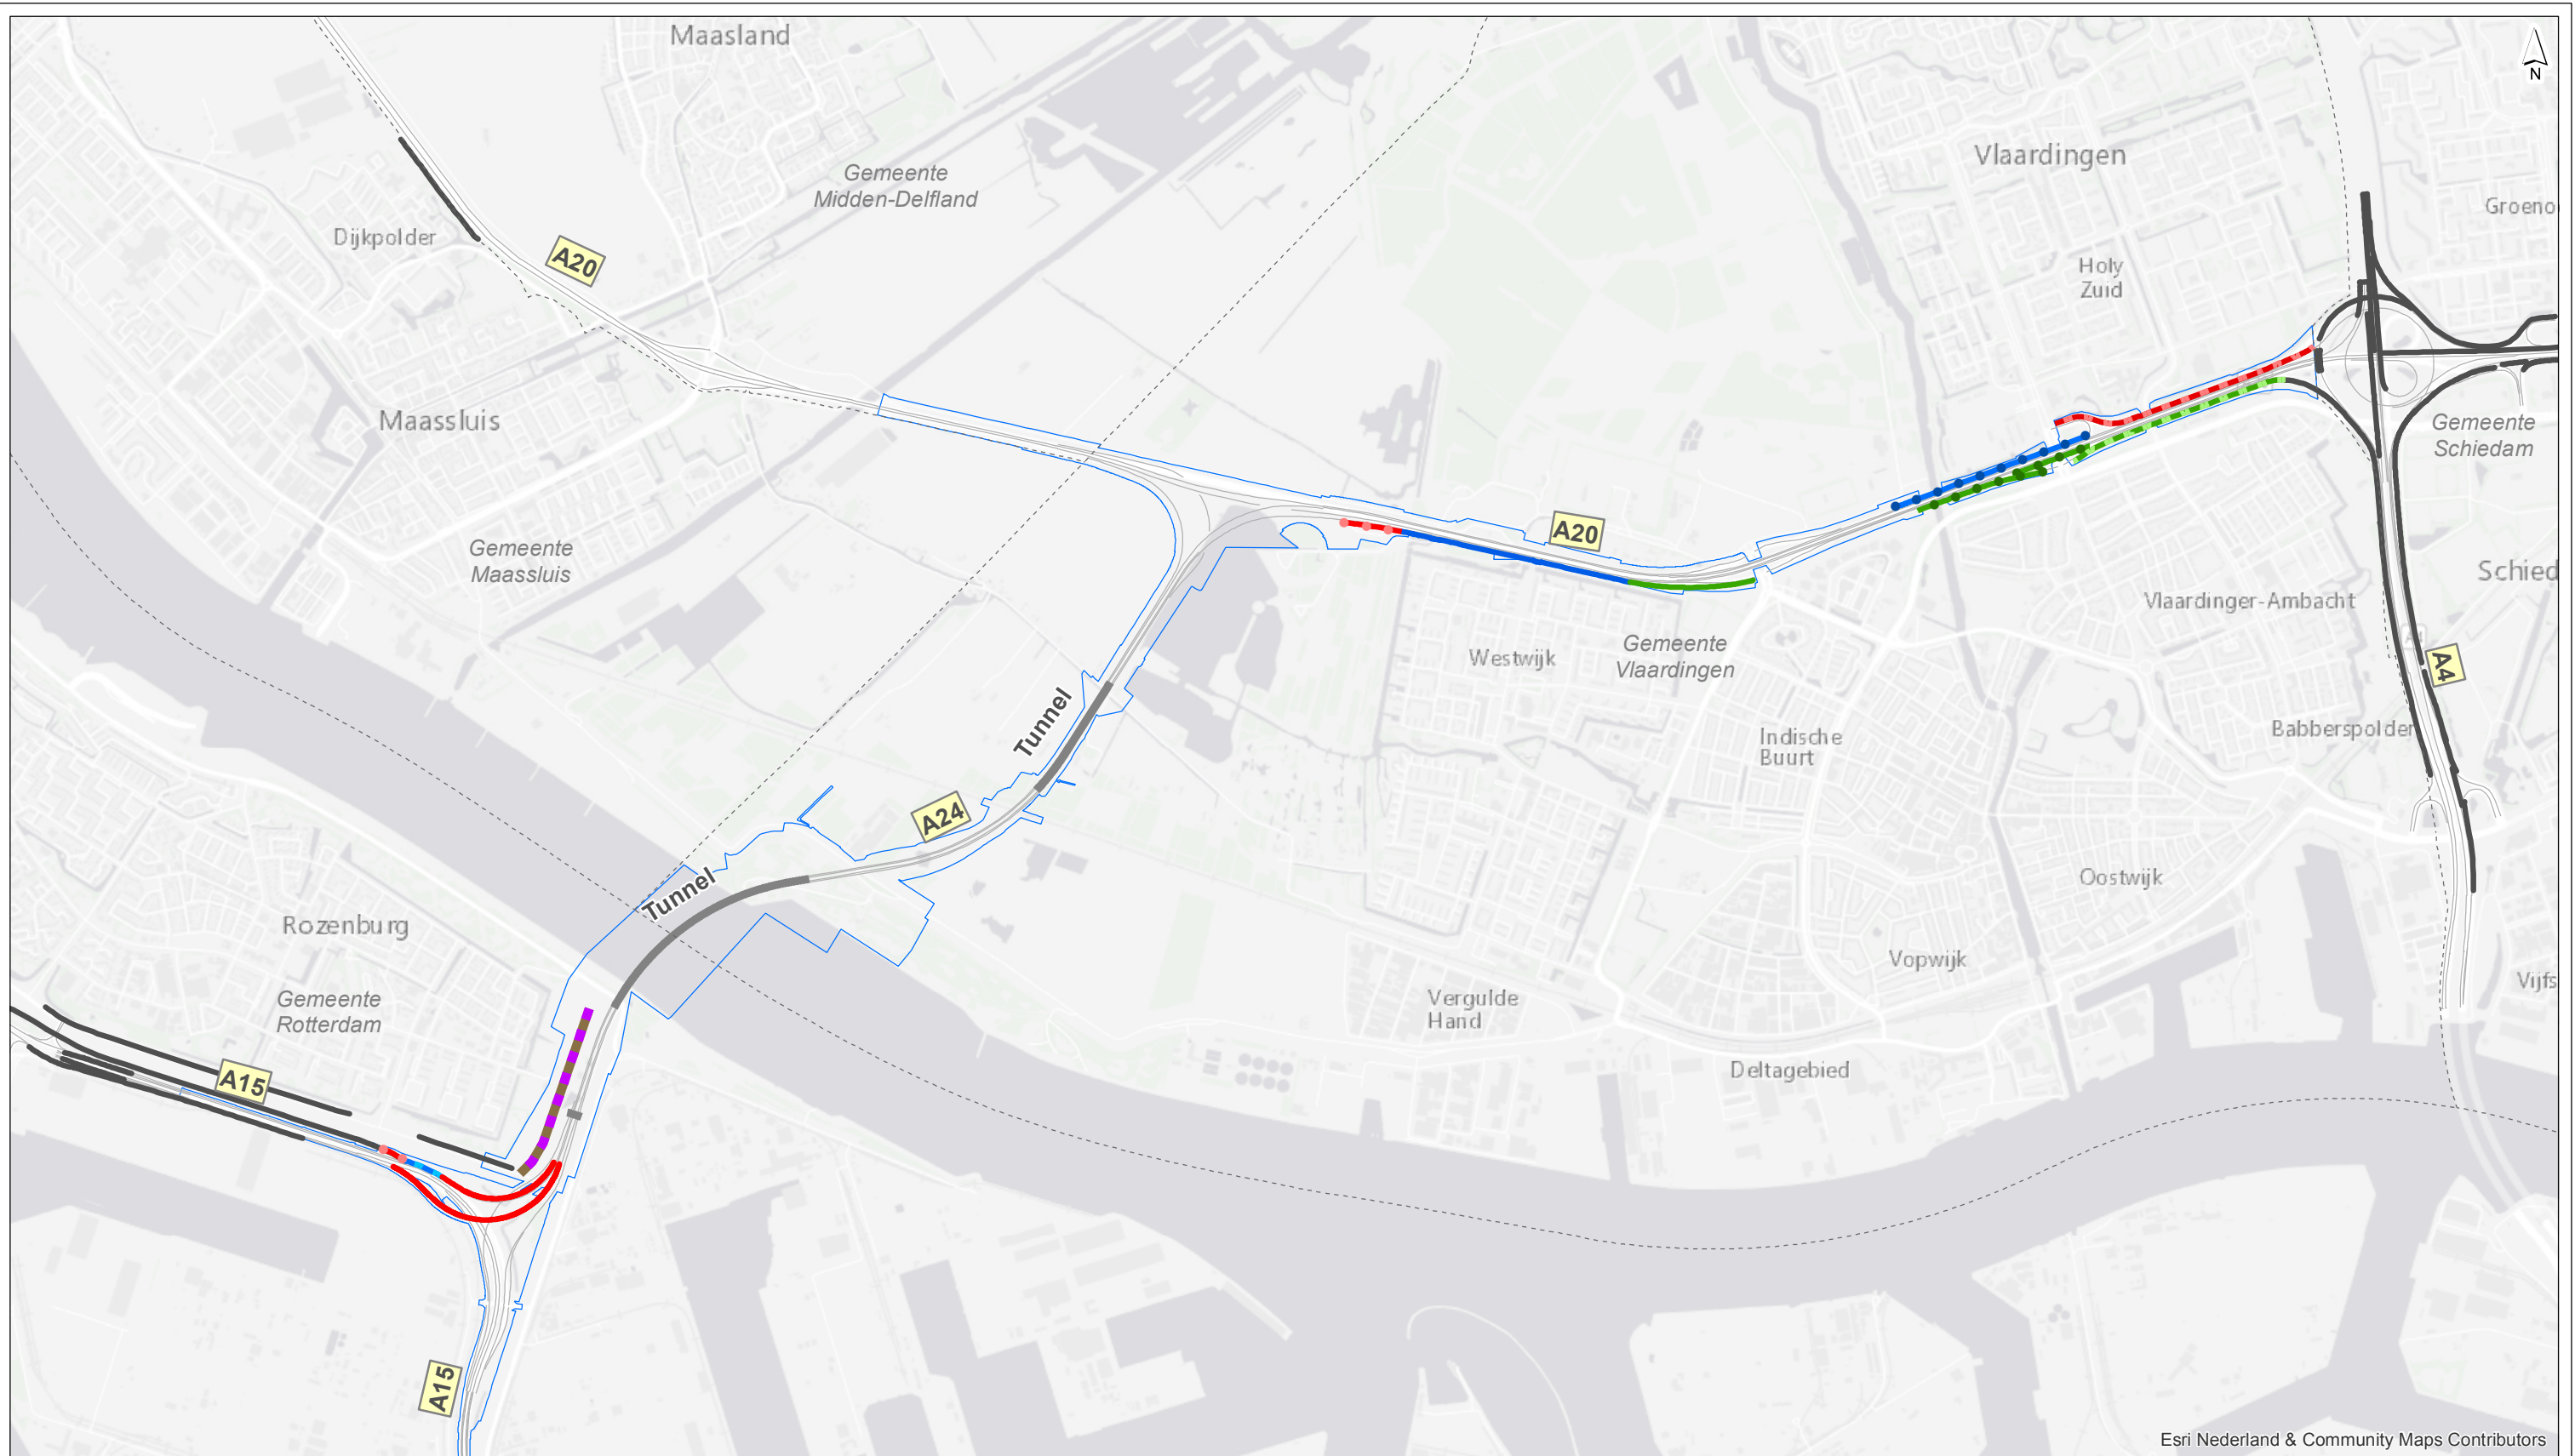 Maasland
N
Vlaardingen
Gemeente
Midden-Delfland
Groeno
Dijkpolder
A20
Holy
Zuid
Maassluis
Gemeente
Schiedam
A20
Gemeente
Maassluis
Schied
Vlaardinger-Ambacht
Gemeente
Vlaardingen
Westwijk
A4
Tunnel
Babberspolder
Indische
Buurt
A24
Oostwijk
Tunnel
Rozenburg
Vopwijk
Vijfs
Gemeente
Rotterdam
Vergulde
Hand
Deltagebied
A15
A15
Esri Nederland & Community Maps Contributors